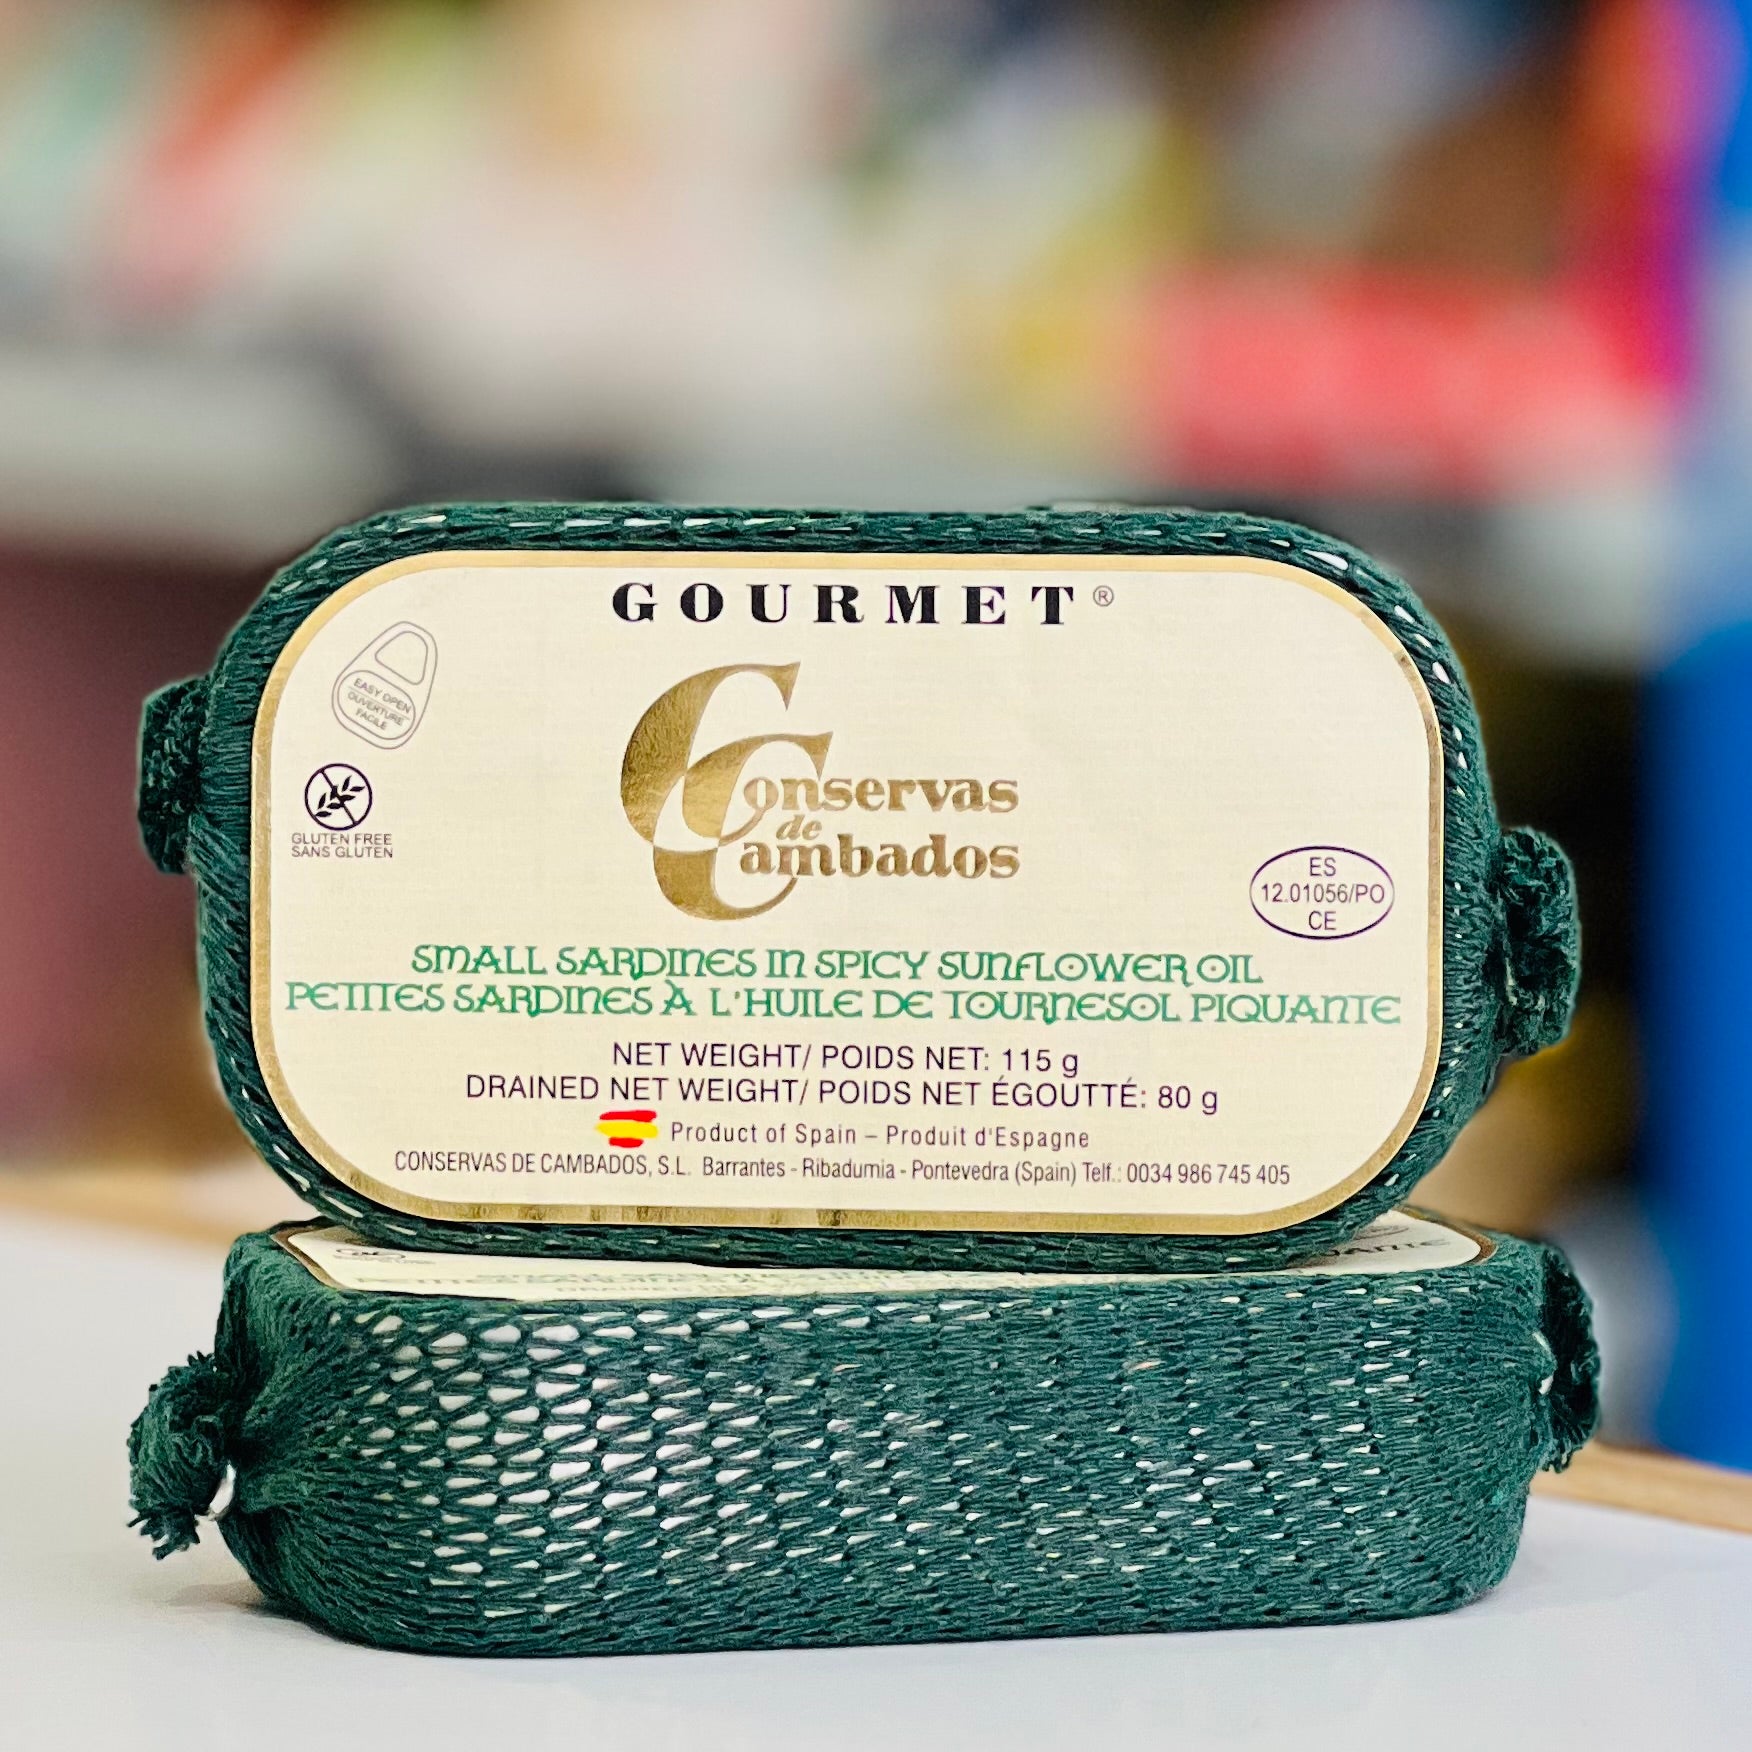 GOURMET®
EASY OPEN
OUVERTURE
FACILE
Conservas
de
Cambados
GLUTEN FREE
SANS GLUTEN
ES
12.01056/PO
CE
SMALL SARDINES IN SPICY SUNFLOWER OIL
PETITES SARDINES À L'HUILE DE TOURNESOL PIQUANTE
NET WEIGHT/ POIDS NET: 115 g
DRAINED NET WEIGHT/ POIDS NET ÉGOUTTÉ: 80 g
Product of Spain – Produit d'Espagne
CONSERVAS DE CAMBADOS, S.L. Barrantes - Ribadumia - Pontevedra (Spain) Telf.: 0034 986 745 405